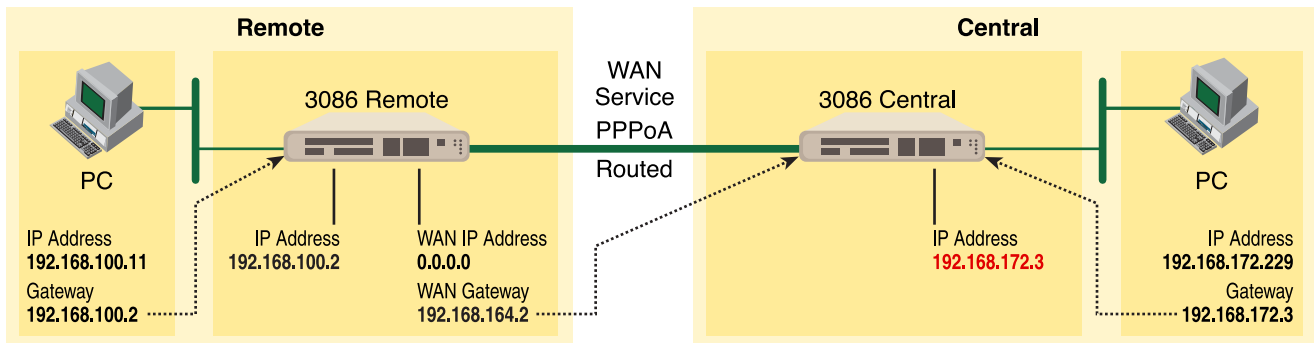 Remote
PC
3086 Remote
IP Address
192.168.100.11
Gateway
192.168.100.2
IP Address
192.168.100.2
WAN IP Address
0.0.0.0
WAN Gateway
192.168.164.2
WAN
Service
PPPoA
Routed
Central
3086 Central
PC
IP Address
192.168.172.3
IP Address
192.168.172.229
Gateway
192.168.172.3